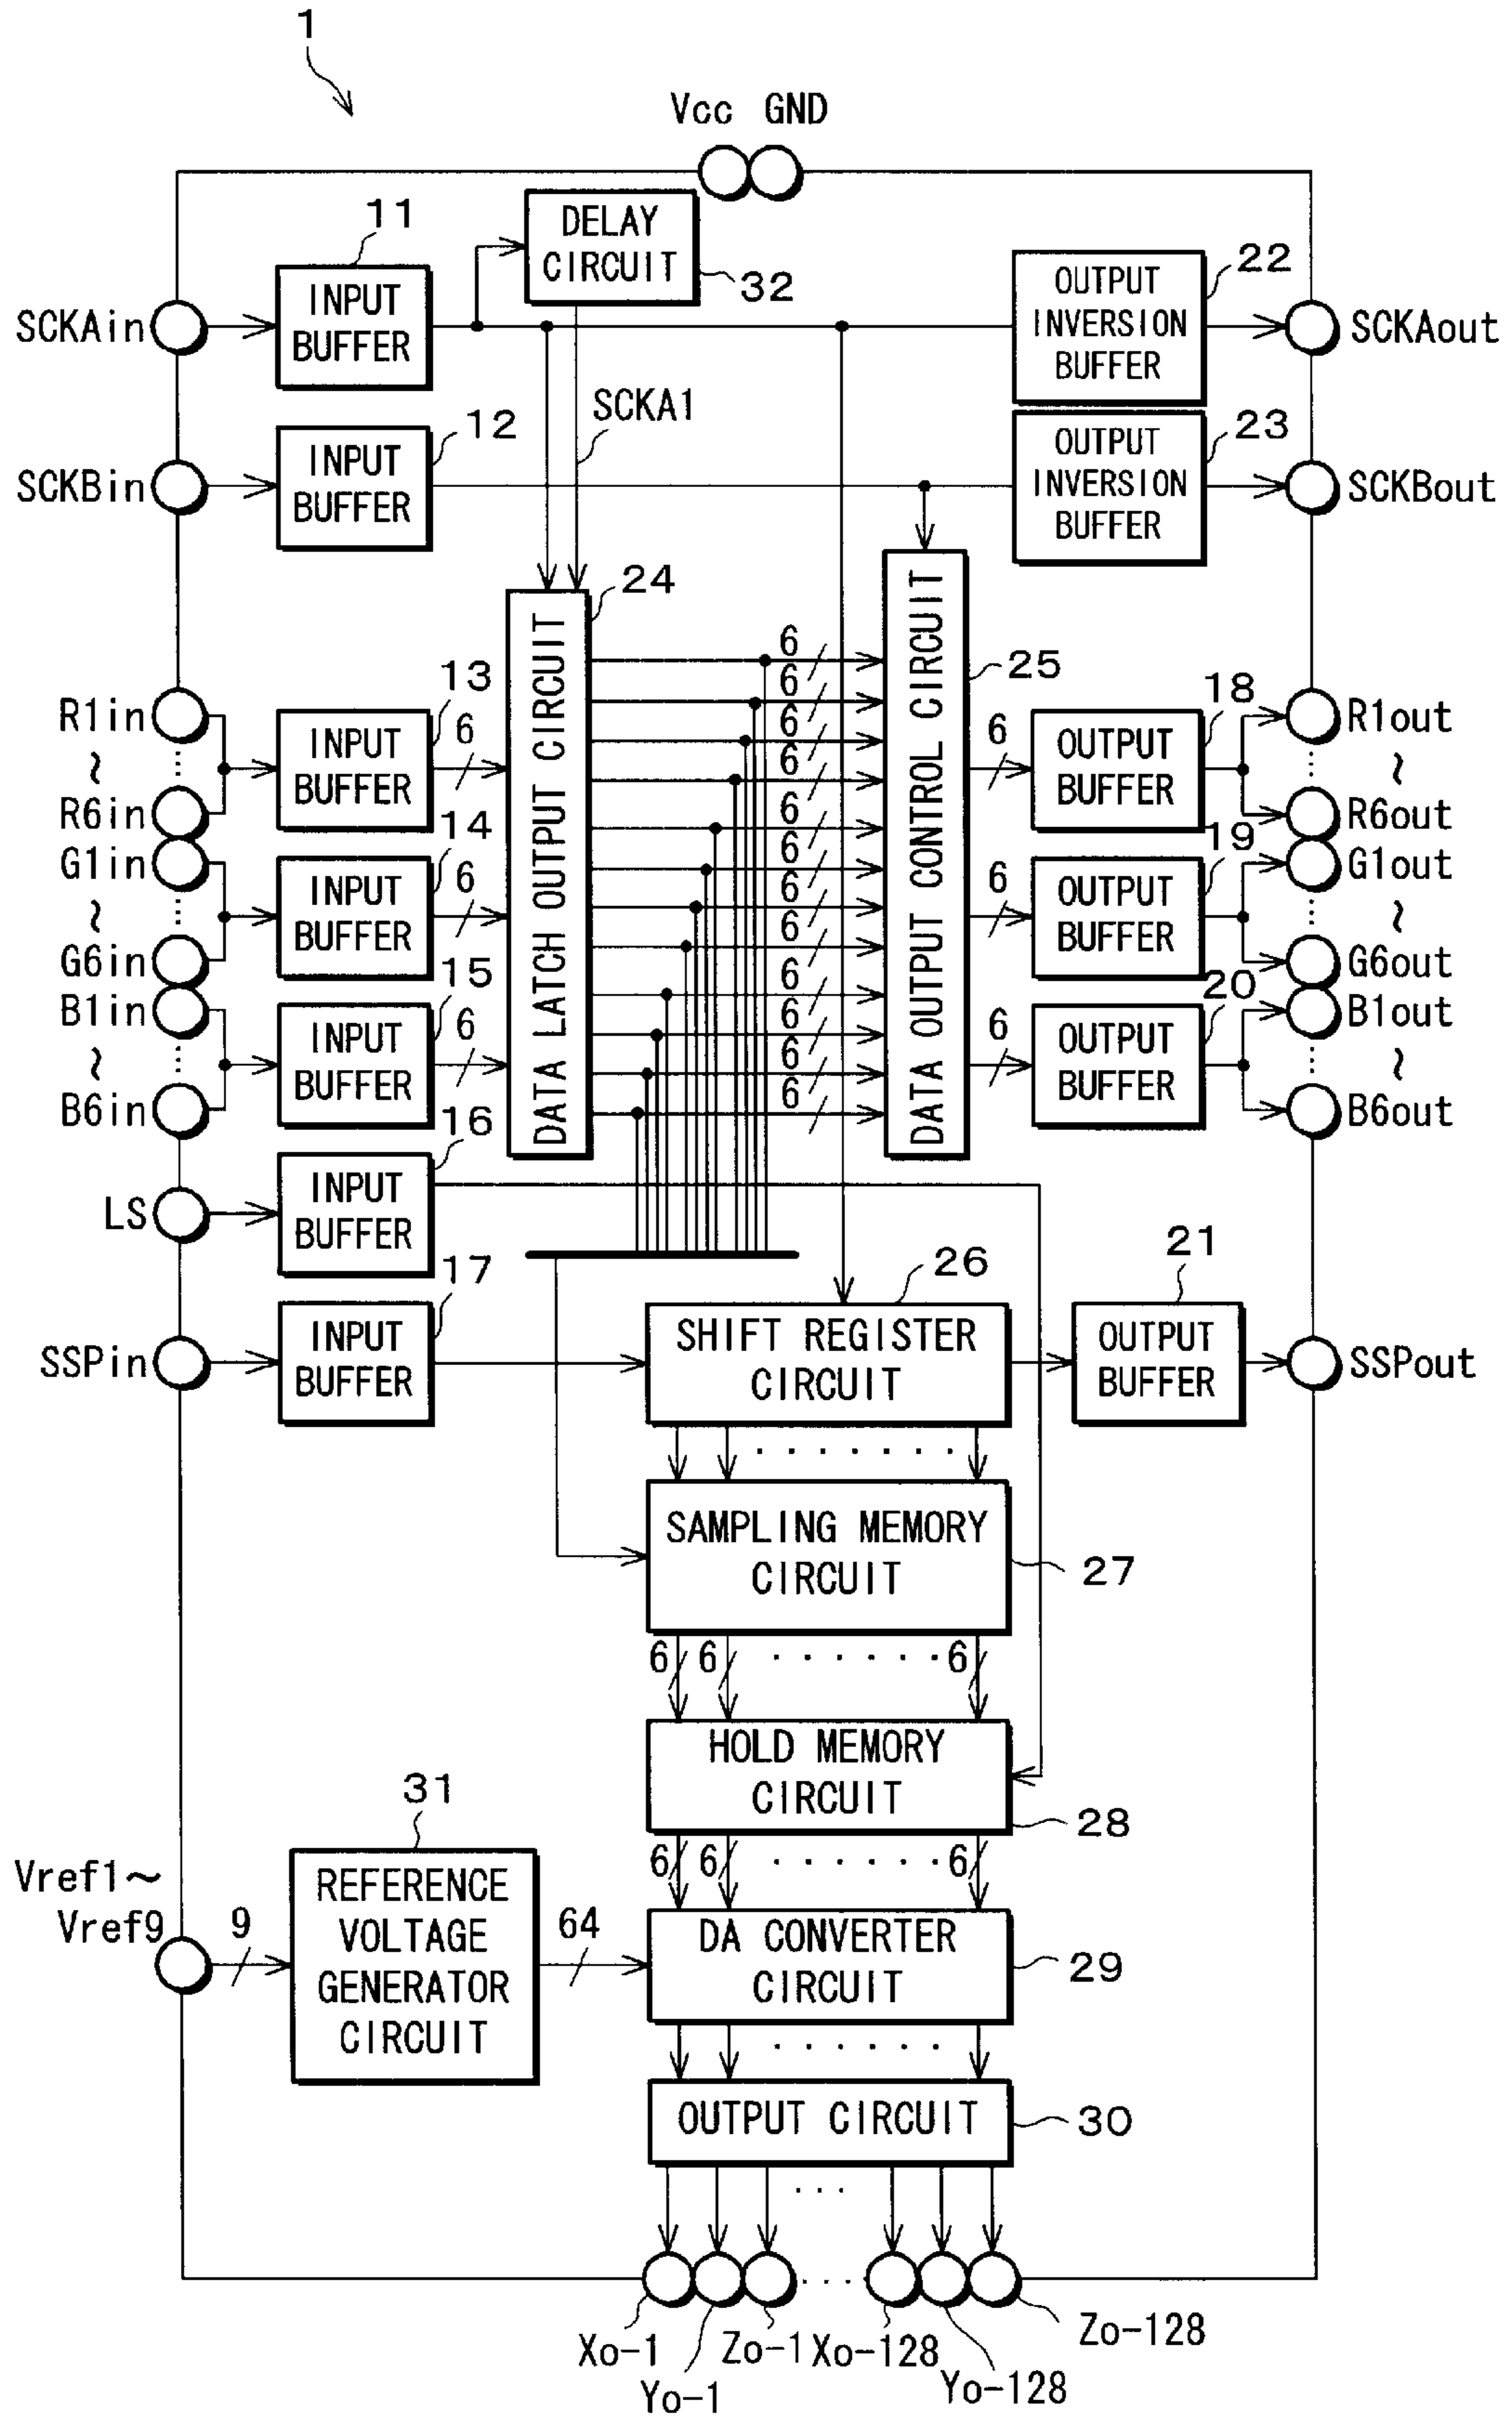 1
Vcc GND
11
DELAY
CIRCUIT
32
22
SCKAin
INPUT
BUFFER
OUTPUT
INVERSION
BUFFER
SCKAout
SCKA1
12
23
SCKBin
INPUT
BUFFER
OUTPUT
INVERSION
BUFFER
SCKBout
24
DATA LATCH OUTPUT CIRCUIT
6
6
6
6
6
6
6
6
6
6
6
6
DATA OUTPUT CONTROL CIRCUIT
25
13
18
R1in
~
R6in
INPUT
BUFFER
6
6
OUTPUT
BUFFER
R1out
~
R6out
14
19
G1in
~
G6in
INPUT
BUFFER
6
6
OUTPUT
BUFFER
G1out
~
G6out
15
20
B1in
~
B6in
INPUT
BUFFER
6
6
OUTPUT
BUFFER
B1out
~
B6out
16
LS
INPUT
BUFFER
17
26
21
SSPin
INPUT
BUFFER
SHIFT REGISTER
CIRCUIT
OUTPUT
BUFFER
SSPout
SAMPLING MEMORY
CIRCUIT
27
6 6 6
HOLD MEMORY
CIRCUIT
28
6 6 6
31
Vref1~
Vref9
9
REFERENCE
VOLTAGE
GENERATOR
CIRCUIT
64
DA CONVERTER
CIRCUIT
29
OUTPUT CIRCUIT
30
Xo-1
Yo-1
Zo-1
Xo-128
Yo-128
Zo-128